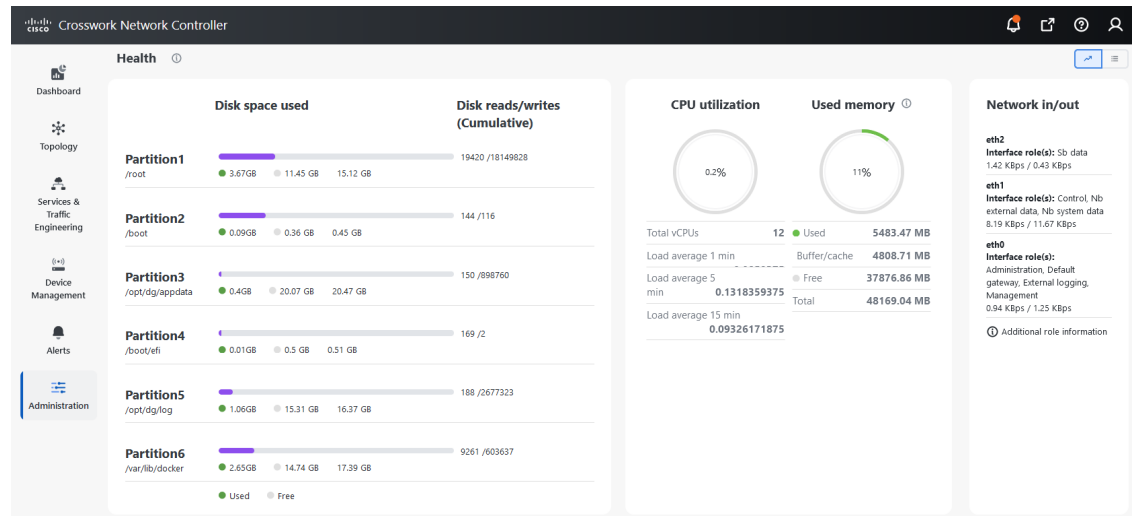 cisco Crosswork Network Controller
Dashboard
Topology
Services &
Traffic
Engineering
Device
Management
Alerts
Administration
Health
Disk space used
Disk reads/writes
(Cumulative)
Partition1
/root
3.67GB 11.45 GB 15.12 GB
19420 /18149828
Partition2
/boot
0.09GB 0.36 GB 0.45 GB
144 /116
Partition3
/opt/dg/appdata
0.4GB 20.07 GB 20.47 GB
150 /898760
Partition4
/boot/efi
0.01GB 0.5 GB 0.51 GB
169 /2
Partition5
/opt/dg/log
1.06GB 15.31 GB 16.37 GB
188 /2677323
Partition6
/var/lib/docker
2.65GB 14.74 GB 17.39 GB
9261 /603637
Used Free
CPU utilization
0.2%
Total vCPUs 12
Load average 1 min
Load average 5
min 0.1318359375
Load average 15 min
0.09326171875
Used memory
11%
Used 5483.47 MB
Buffer/cache 4808.71 MB
Free 37876.86 MB
Total 48169.04 MB
Network in/out
eth2
Interface role(s): Sb data
1.42 KBps / 0.43 KBps
eth1
Interface role(s): Control, Nb
external data, Nb system data
8.19 KBps / 11.67 KBps
eth0
Interface role(s):
Administration, Default
gateway, External logging,
Management
0.94 KBps / 1.25 KBps
Additional role information